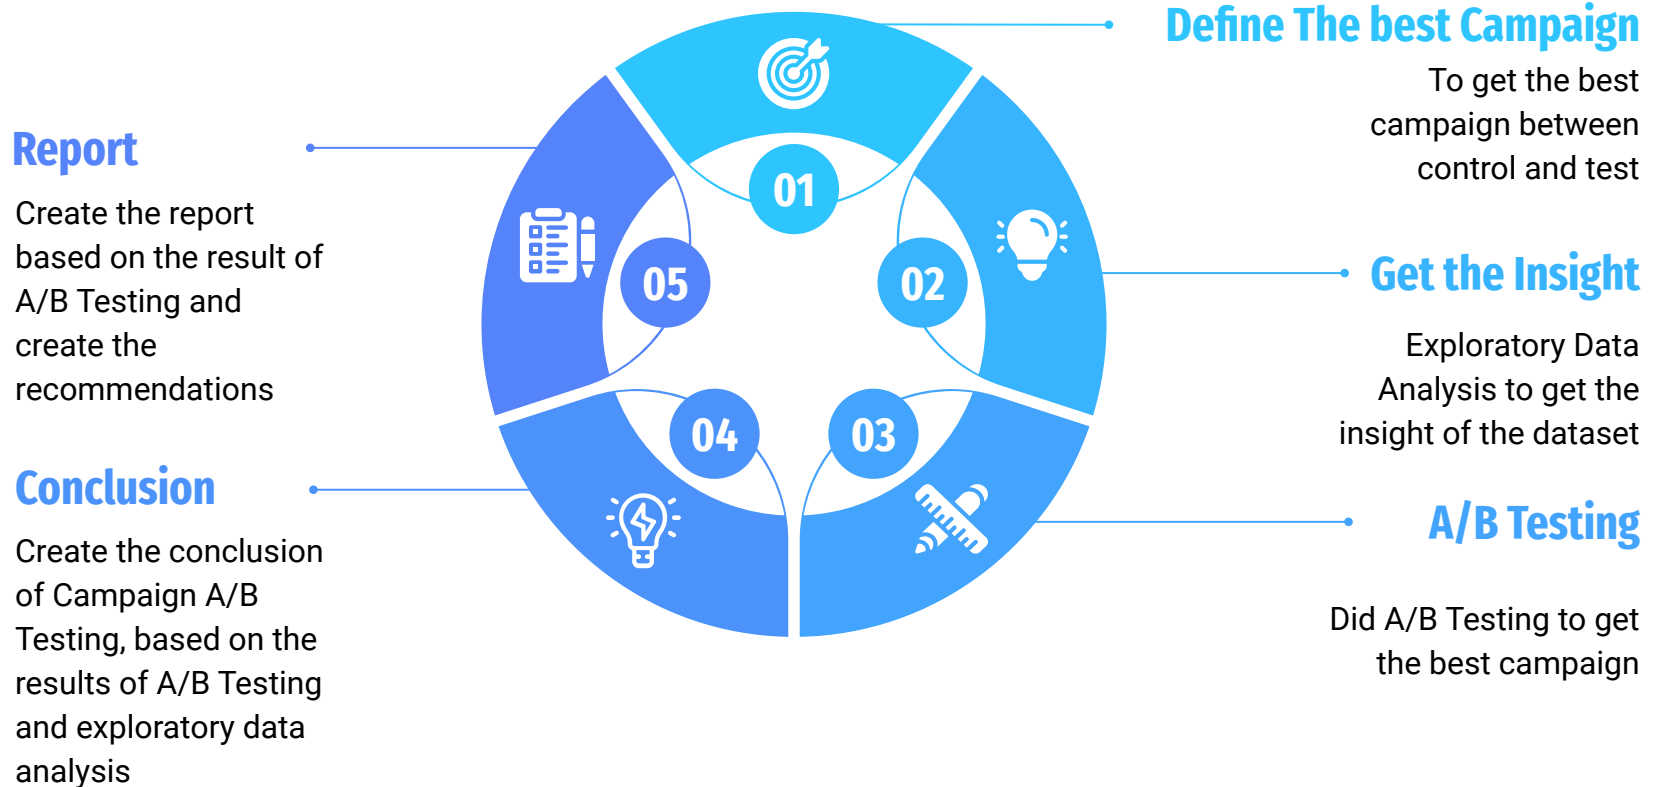 01
Define The best Campaign
To get the best
campaign between
control and test
02
Get the Insight
Exploratory Data
Analysis to get the
insight of the dataset
03
A/B Testing
Did A/B Testing to get
the best campaign
04
Conclusion
Create the conclusion
of Campaign A/B
Testing, based on the
results of A/B Testing
and exploratory data
analysis
05
Report
Create the report
based on the result of
A/B Testing and
create the
recommendations